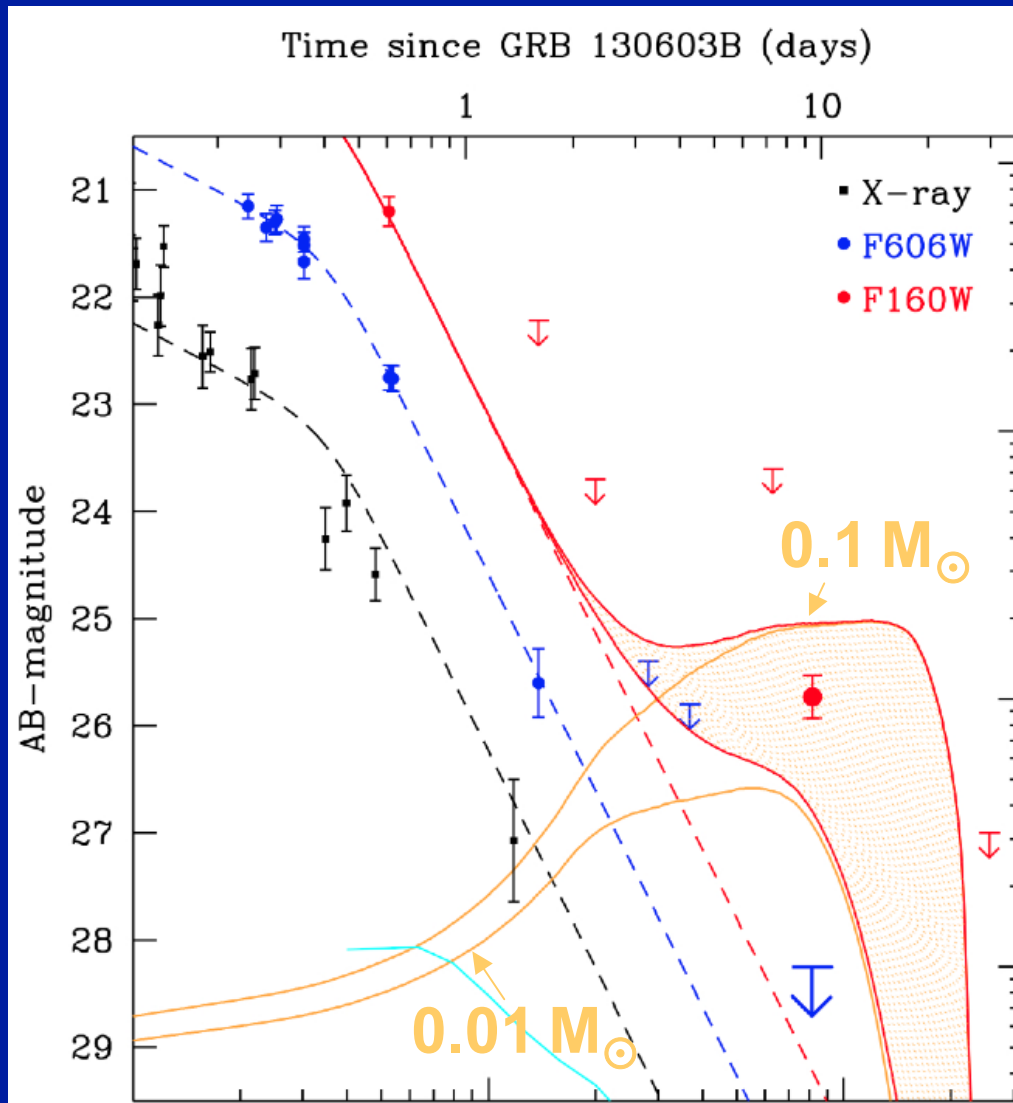 Time since GRB 130603B (days)
1 10
21
X-ray
F606W
22
F160W
23
24
0.1 M☉
25
AB-magnitude
26
27
28
0.01 M☉
29